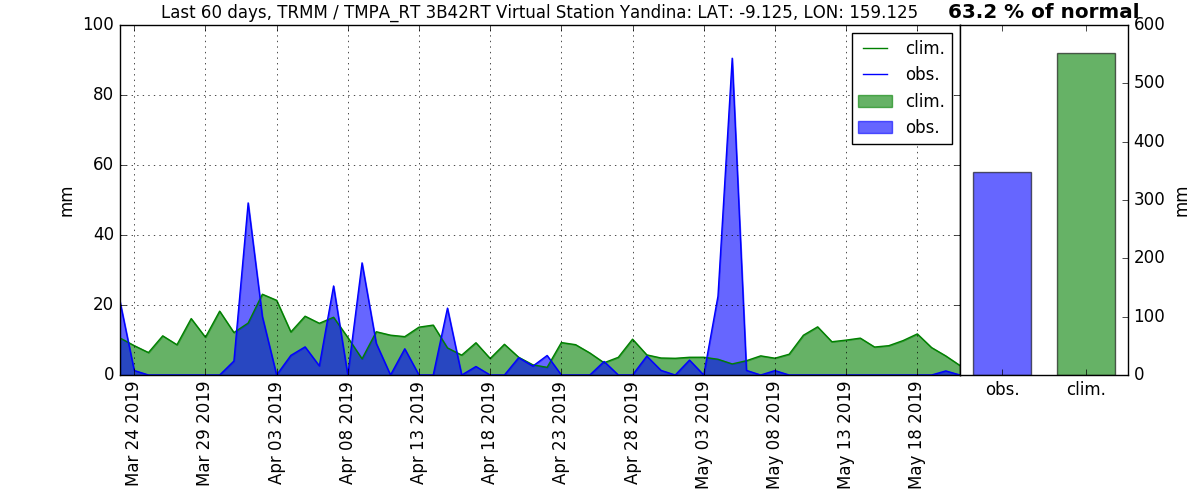 Last 60 days, TRMM / TMPA_RT 3B42RT Virtual Station Yandina: LAT: -9.125, LON: 159.125
63.2 % of normal
100
80
60
40
20
0
mm
clim.
obs.
clim.
obs.
600
500
400
300
200
100
0
mm
Mar 24 2019
Mar 29 2019
Apr 03 2019
Apr 08 2019
Apr 13 2019
Apr 18 2019
Apr 23 2019
Apr 28 2019
May 03 2019
May 08 2019
May 13 2019
May 18 2019
obs.
clim.